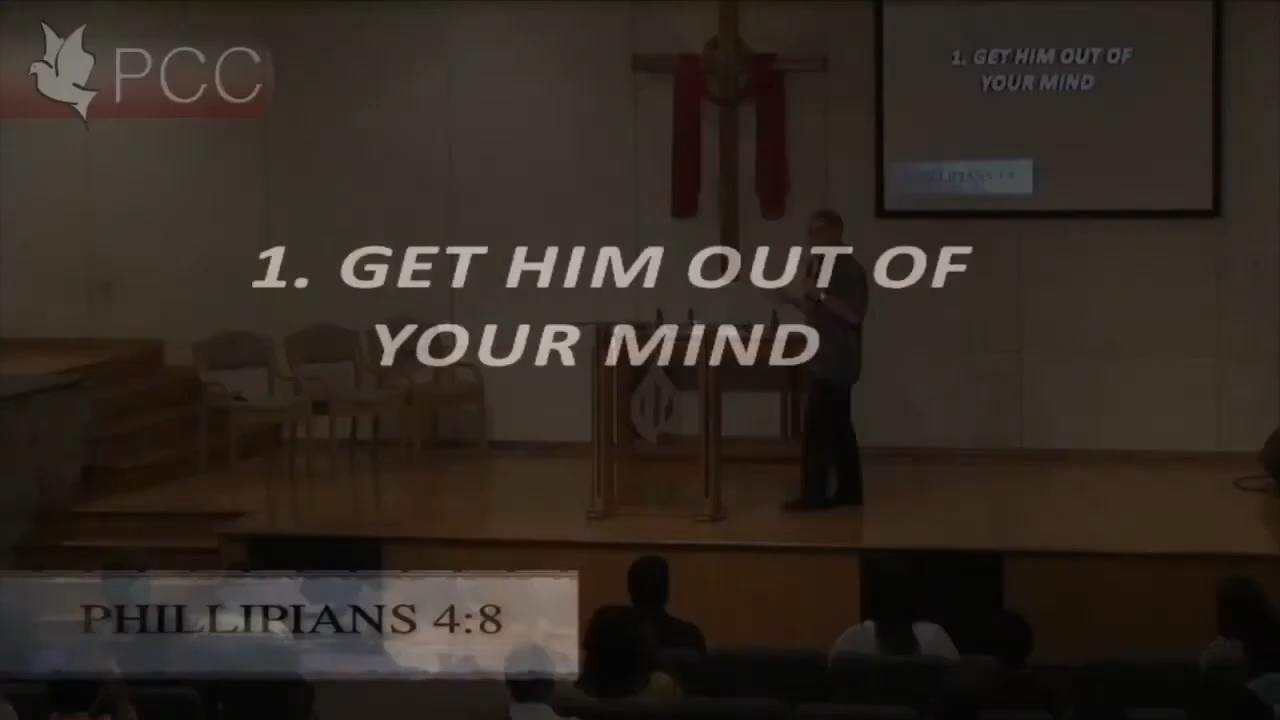 PCC
1. GET HIM OUT OF
YOUR MIND
1. GET HIM OUT OF
YOUR MIND
PHILLIPIANS 4:8